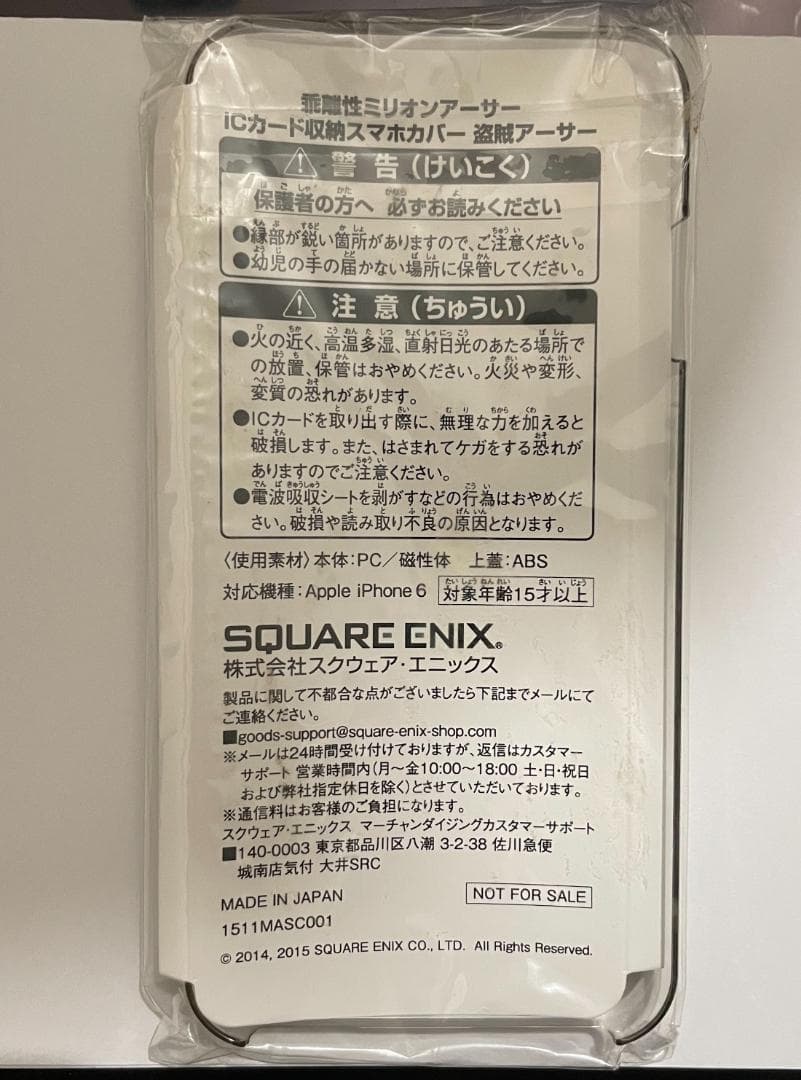 乖離性ミリオンアーサー
iCカード収納スマホカバー 盗賊アーサー
警告(けいこく)
保護者の方へ 必ずお読みください
●縁部が鋭い箇所がありますので、ご注意ください。
●幼児の手の届かない場所に保管してください。
注意(ちゅうい)
●火の近く、高温多湿、直射日光のあたる場所で
の放置、保管はおやめください。火災や変形、
変質の恐れがあります。
●ICカードを取り出す際に、無理な力を加えると
破損します。また、はさまれてケガをする恐れが
ありますのでご注意ください。
●電波吸収シートを剥がすなどの行為はおやめくだ
さい。破損や読み取り不良の原因となります。
〈使用素材〉本体:PC/磁性体 上蓋:ABS
対応機種:Apple iPhone 6 対象年齢15才以上
SQUARE ENIX®
株式会社スクウェア・エニックス
製品に関して不都合な点がございましたら下記までメールにて
ご連絡ください。
■goods-support@square-enix-shop.com
※メールは24時間受け付けておりますが、返信はカスタマー
サポート 営業時間内(月〜金10:00〜18:00 土・日・祝日
および弊社指定休日を除く)とさせていただいております。
※通信料はお客様のご負担になります。
スクウェア・エニックス マーチャンダイジングカスタマーサポート
■140-0003 東京都品川区八潮 3-2-38 佐川急便
城南店気付 大井SRC
MADE IN JAPAN
NOT FOR SALE
1511MASC001
© 2014, 2015 SQUARE ENIX CO., LTD. All Rights Reserved.